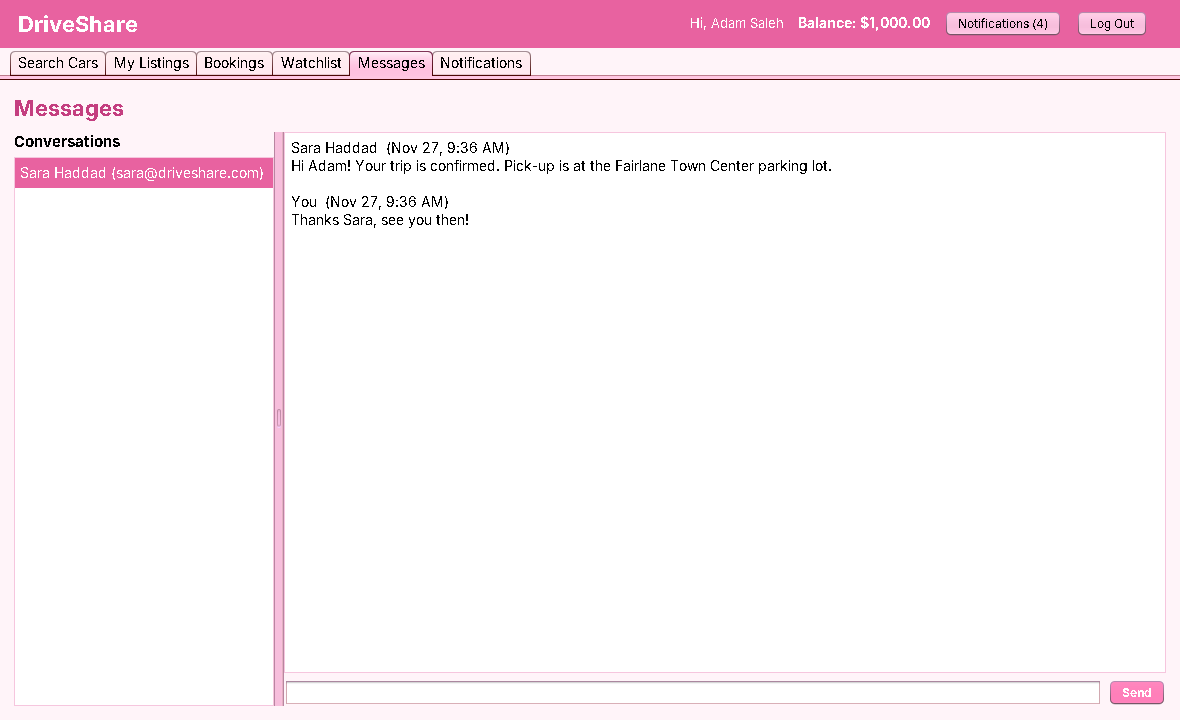 DriveShare
Hi, Adam Saleh Balance: $1,000.00 Notifications (4) Log Out
Search Cars My Listings Bookings Watchlist Messages Notifications
Messages
Conversations
Sara Haddad (sara@driveshare.com)
Sara Haddad (Nov 27, 9:36 AM)
Hi Adam! Your trip is confirmed. Pick-up is at the Fairlane Town Center parking lot.
You (Nov 27, 9:36 AM)
Thanks Sara, see you then!
Send